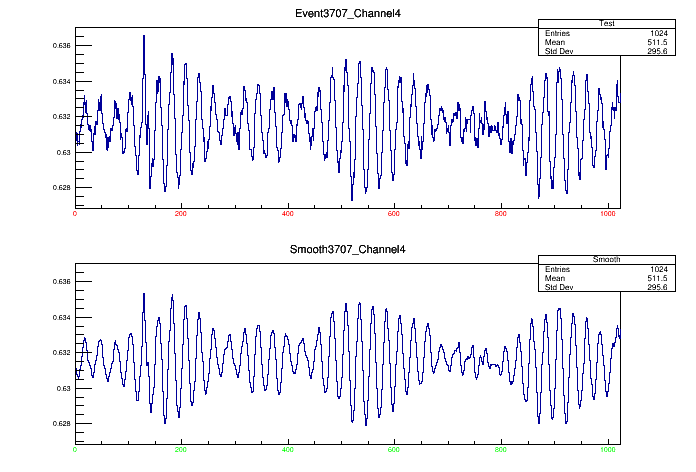 Event3707_Channel4
Test
Entries 1024
Mean 511.5
Std Dev 295.6
0.636
0.634
0.632
0.63
0.628
0 200 400 600 800 1000
Smooth3707_Channel4
Smooth
Entries 1024
Mean 511.5
Std Dev 295.6
0.636
0.634
0.632
0.63
0.628
0 200 400 600 800 1000